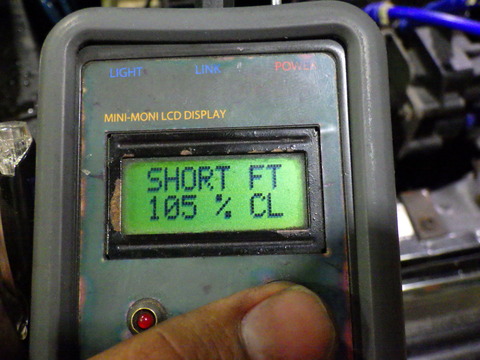 LIGHT LINK POWER
MINI-MONI LCD DISPLAY
SHORT FT
105 % CL